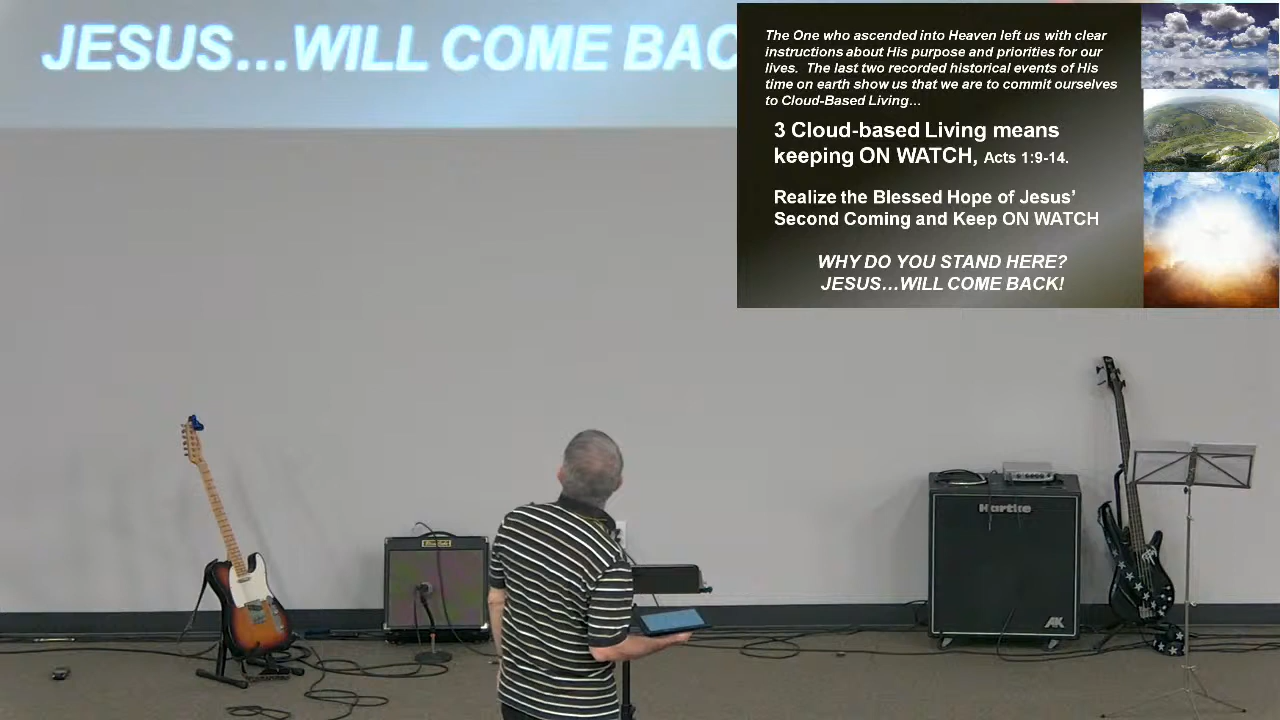 JESUS...WILL COME BAC
The One who ascended into Heaven left us with clear
instructions about His purpose and priorities for our
lives.  The last two recorded historical events of His
time on earth show us that we are to commit ourselves
to Cloud-Based Living...
3 Cloud-based Living means
keeping ON WATCH, Acts 1:9-14.
Realize the Blessed Hope of Jesus'
Second Coming and Keep ON WATCH
WHY DO YOU STAND HERE?
JESUS...WILL COME BACK!
Hartke
AK